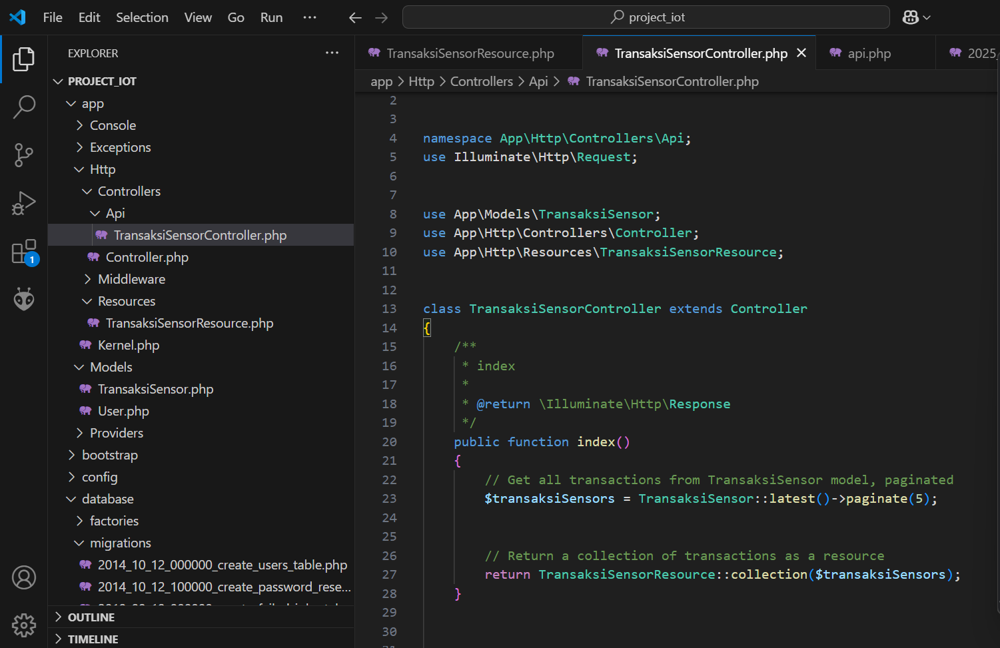 File Edit Selection View Go Run ··· project_iot
EXPLORER ···
PROJECT_IOT
app
Console
Exceptions
Http
Controllers
Api
TransaksiSensorController.php
Controller.php
Middleware
Resources
TransaksiSensorResource.php
Kernel.php
Models
TransaksiSensor.php
User.php
Providers
bootstrap
config
database
factories
migrations
2014_10_12_000000_create_users_table.php
2014_10_12_100000_create_password_rese...
OUTLINE
TIMELINE
1
TransaksiSensorResource.php TransaksiSensorController.php api.php 2025_
app > Http > Controllers > Api > TransaksiSensorController.php
2
3
4 namespace App\Http\Controllers\Api;
5 use Illuminate\Http\Request;
6
7
8 use App\Models\TransaksiSensor;
9 use App\Http\Controllers\Controller;
10 use App\Http\Resources\TransaksiSensorResource;
11
12
13 class TransaksiSensorController extends Controller
14 {
15 /**
16 * index
17 *
18 * @return \Illuminate\Http\Response
19 */
20 public function index()
21 {
22 // Get all transactions from TransaksiSensor model, paginated
23 $transaksiSensors = TransaksiSensor::latest()->paginate(5);
24
25
26 // Return a collection of transactions as a resource
27 return TransaksiSensorResource::collection($transaksiSensors);
28 }
29
30